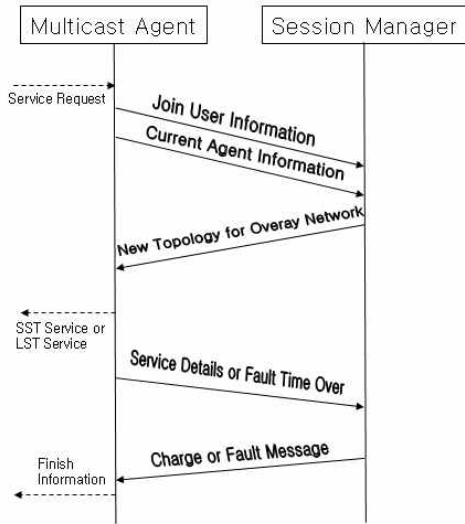 Multicast Agent
Session Manager
Service Request
Join User Information
Current Agent Information
New Topology for Overay Network
SST Service or
LST Service
Service Details or Fault Time Over
Charge or Fault Message
Finish
Information